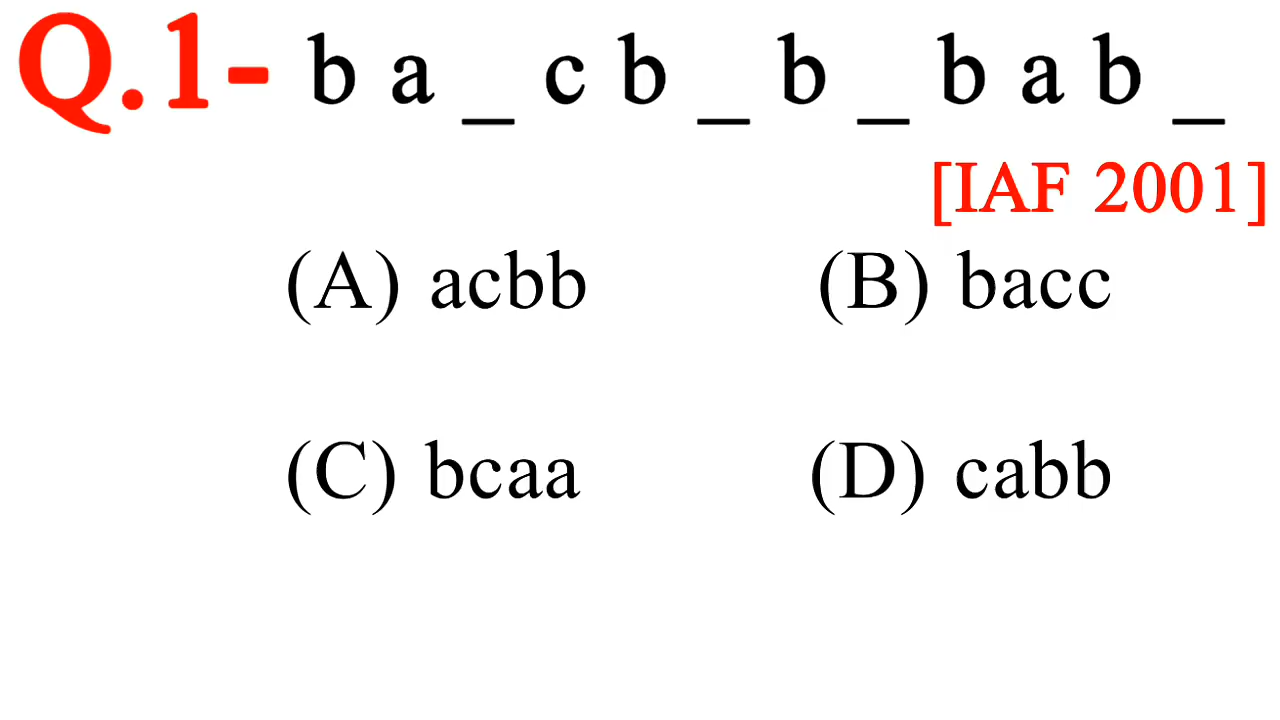 Q.1- b a _ c b _ b _ b a b _
[IAF 2001]
(A) acbb (B) bacc
(C) bcaa (D) cabb